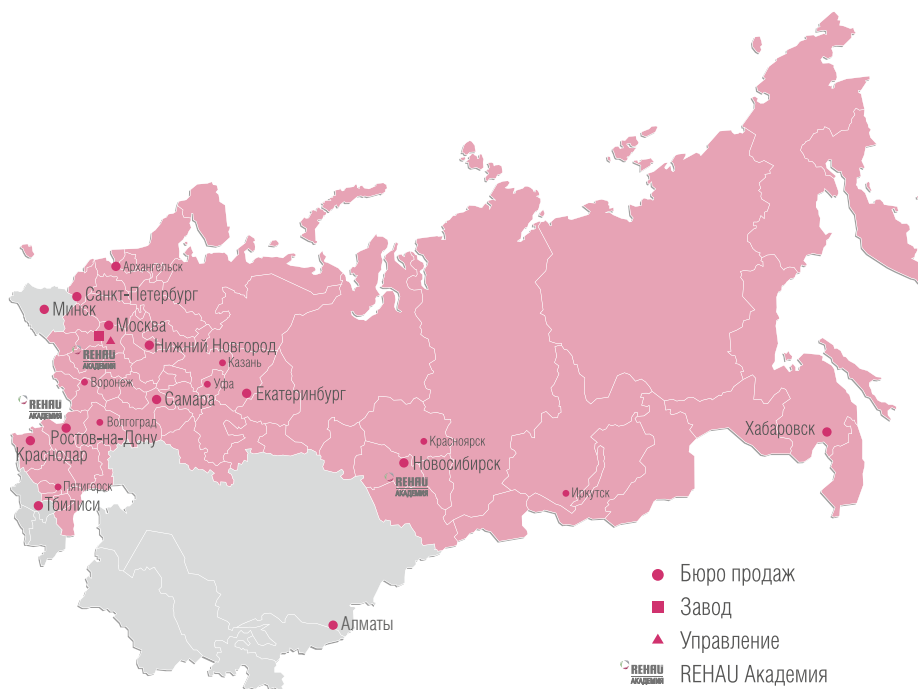 Архангельск
Санкт-Петербург
Минск
Москва
Нижний Новгород
REHAU
АКАДЕМИЯ
Казань
Воронеж
Уфа
Екатеринбург
Самара
REHAU
АКАДЕМИЯ
Волгоград
Ростов-на-Дону
Хабаровск
Красноярск
Краснодар
Новосибирск
REHAU
АКАДЕМИЯ
Пятигорск
Иркутск
Тбилиси
Бюро продаж
Завод
Алматы
Управление
REHAU
АКАДЕМИЯ
REHAU Академия